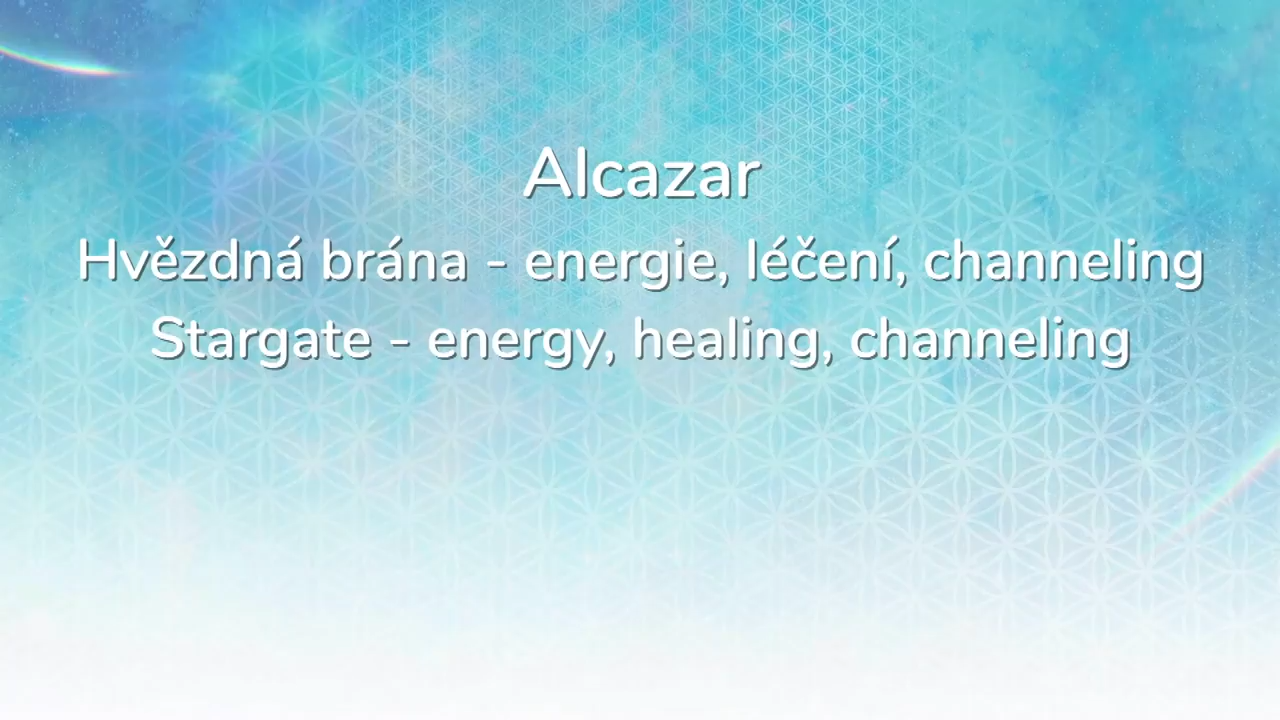 Alcazar
Hvězdná brána - energie, léčení, channeling
Stargate - energy, healing, channeling